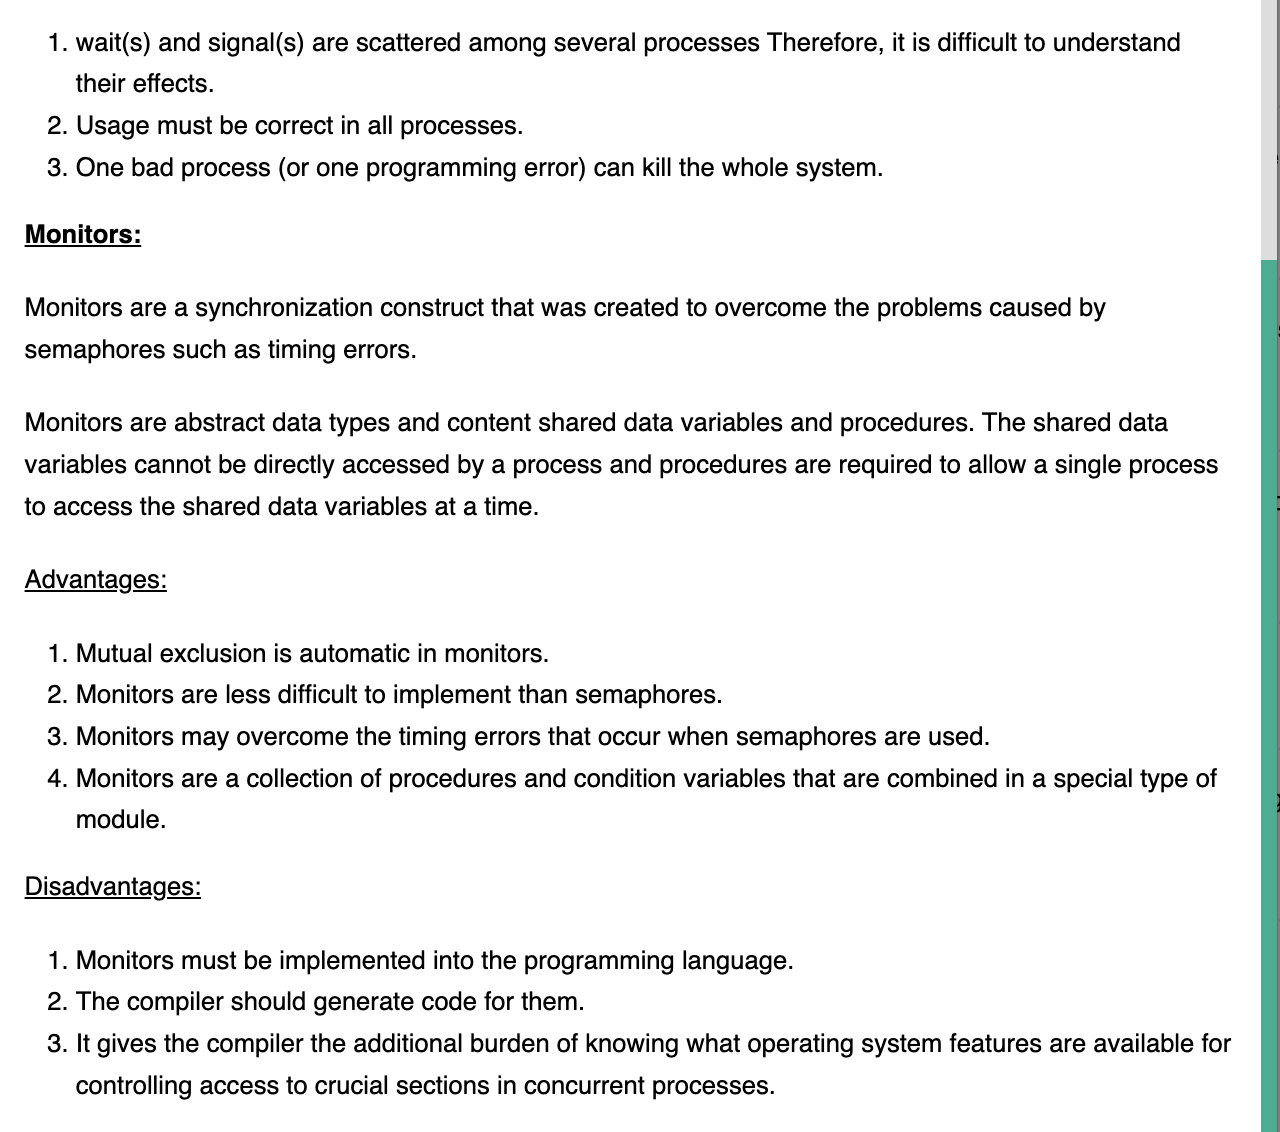 1. wait(s) and signal(s) are scattered among several processes Therefore, it is difficult to understand
their effects.
2. Usage must be correct in all processes.
3. One bad process (or one programming error) can kill the whole system.
Monitors:
Monitors are a synchronization construct that was created to overcome the problems caused by
semaphores such as timing errors.
Monitors are abstract data types and content shared data variables and procedures. The shared data
variables cannot be directly accessed by a process and procedures are required to allow a single process
to access the shared data variables at a time.
Advantages:
1. Mutual exclusion is automatic in monitors.
2. Monitors are less difficult to implement than semaphores.
3. Monitors may overcome the timing errors that occur when semaphores are used.
4. Monitors are a collection of procedures and condition variables that are combined in a special type of
module.
Disadvantages:
1. Monitors must be implemented into the programming language.
2. The compiler should generate code for them.
3. It gives the compiler the additional burden of knowing what operating system features are available for
controlling access to crucial sections in concurrent processes.